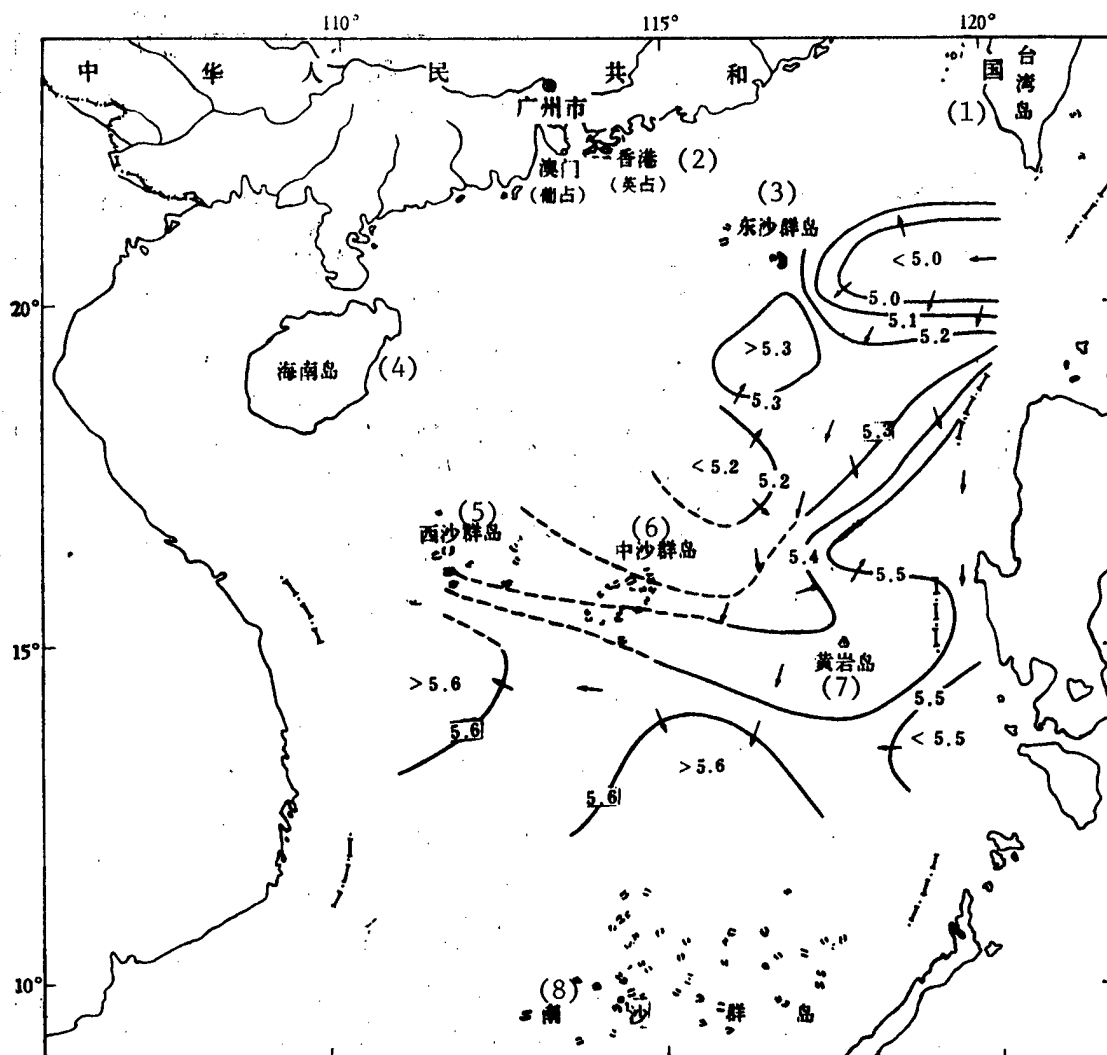 110°
115°
120°
中 华 人 民 共 和 国
台湾岛
(1)
广州市
澳门
(葡占)
香港
(英占)
(2)
(3)
东沙群岛
<5.0
5.0
5.1
5.2
20°
>5.3
5.3
海南岛
(4)
5.3
<5.2
5.2
(5)
西沙群岛
(6)
中沙群岛
5.4
5.5
15°
黄岩岛
(7)
>5.6
5.5
5.6
<5.5
>5.6
5.6
10°
(8)
南 沙 群 岛